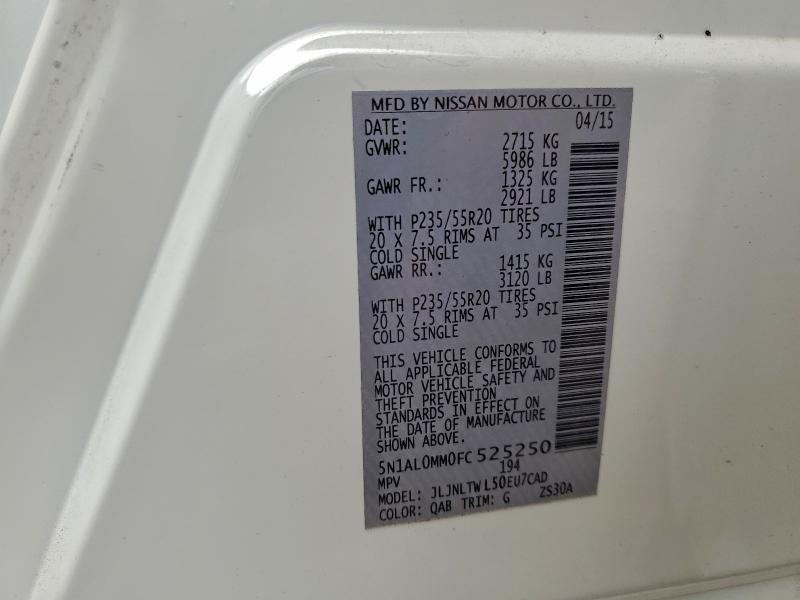 MFD BY NISSAN MOTOR CO., LTD.
DATE: 04/15
GVWR: 2715 KG
5986 LB
GAWR FR.: 1325 KG
2921 LB
WITH P235/55R20 TIRES
20 X 7.5 RIMS AT 35 PSI
COLD SINGLE
GAWR RR.: 1415 KG
3120 LB
WITH P235/55R20 TIRES
20 X 7.5 RIMS AT 35 PSI
COLD SINGLE
THIS VEHICLE CONFORMS TO
ALL APPLICABLE FEDERAL
MOTOR VEHICLE SAFETY AND
THEFT PREVENTION
STANDARDS IN EFFECT ON
THE DATE OF MANUFACTURE
SHOWN ABOVE.
5N1AL0MM0FC525250
MPV 194
MODEL: JLJNLTWL50EU7CAD
COLOR: QAB TRIM: G ZS30A